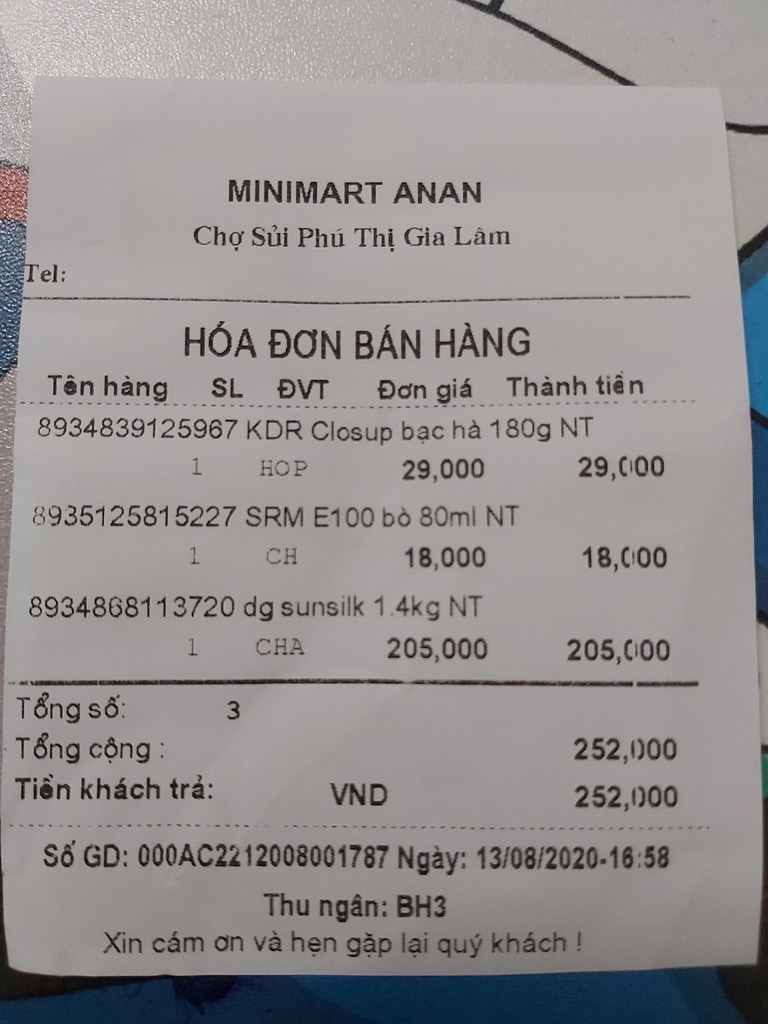 MINIMART ANAN
Chợ Sủi Phú Thị Gia Lâm
Tel:
HÓA ĐƠN BÁN HÀNG
Tên hàng SL ĐVT Đơn giá Thành tiền
8934839125967 KDR Closup bạc hà 180g NT
1 HOP 29,000 29,000
8935125815227 SRM E100 bò 80ml NT
1 CH 18,000 18,000
8934868113720 dg sunsilk 1.4kg NT
1 CHA 205,000 205,000
Tổng số: 3
Tổng cộng : 252,000
Tiền khách trả: VND 252,000
Số GD: 000AC2212008001787 Ngày: 13/08/2020-16:58
Thu ngân: BH3
Xin cám ơn và hẹn gặp lại quý khách !